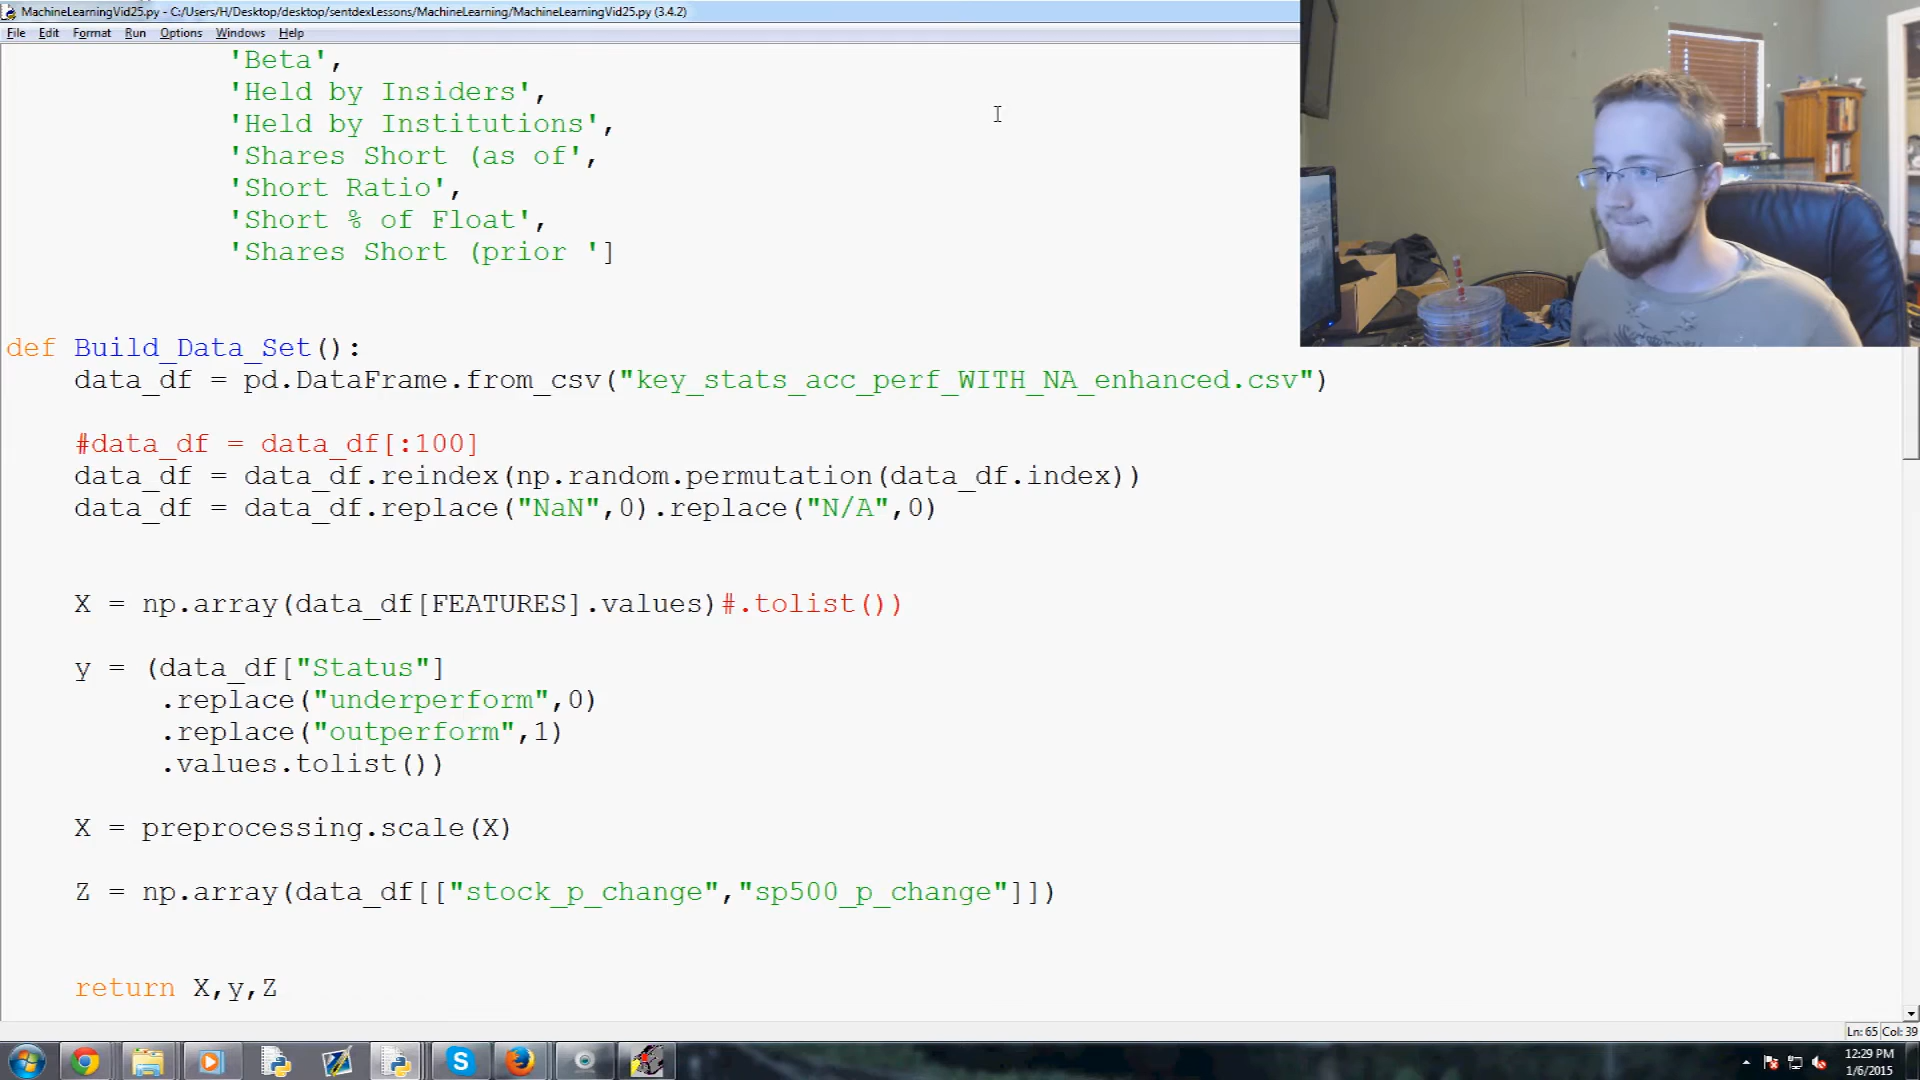 MachineLearningVid25.py - C:/Users/H/Desktop/desktop/sentdexLessons/MachineLearning/MachineLearningVid25.py (3.4.2)
File Edit Format Run Options Windows Help
'Beta',
'Held by Insiders',
'Held by Institutions',
'Shares Short (as of',
'Short Ratio',
'Short % of Float',
'Shares Short (prior ']
def Build_Data_Set():
data_df = pd.DataFrame.from_csv("key_stats_acc_perf_WITH_NA_enhanced.csv")
#data_df = data_df[:100]
data_df = data_df.reindex(np.random.permutation(data_df.index))
data_df = data_df.replace("NaN",0).replace("N/A",0)
X = np.array(data_df[FEATURES].values)#.tolist())
y = (data_df["Status"]
.replace("underperform",0)
.replace("outperform",1)
.values.tolist())
X = preprocessing.scale(X)
Z = np.array(data_df[["stock_p_change","sp500_p_change"]])
return X,y,Z
Ln: 65 Col: 39
12:29 PM
1/6/2015